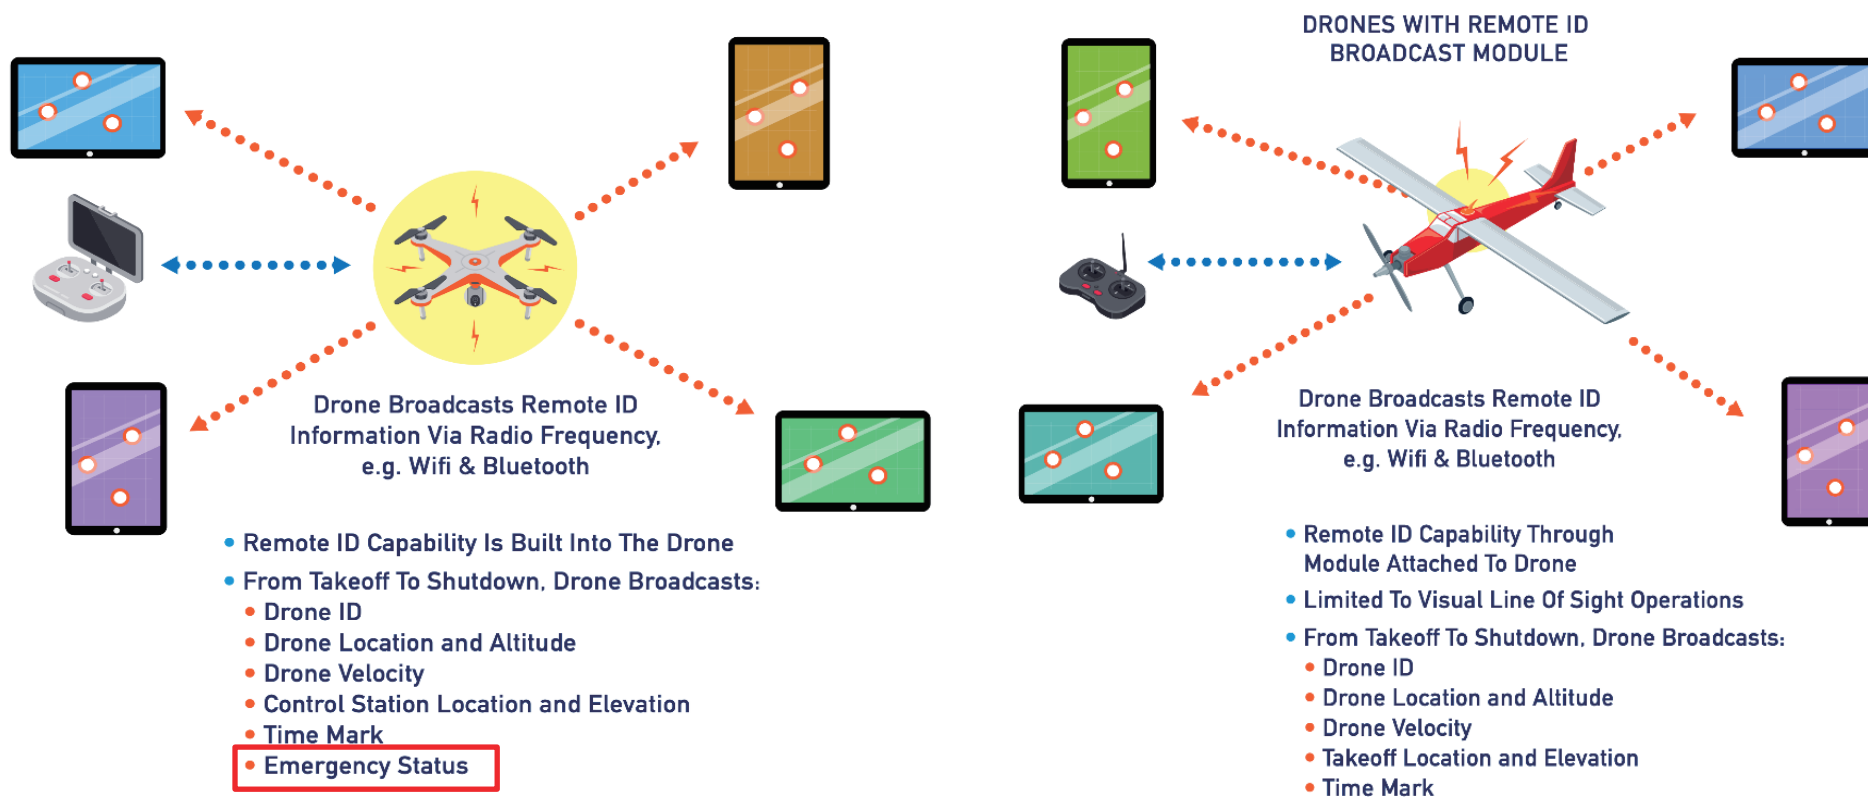 Drone Broadcasts Remote ID
Information Via Radio Frequency,
e.g. Wifi & Bluetooth
• Remote ID Capability Is Built Into The Drone
• From Takeoff To Shutdown, Drone Broadcasts:
• Drone ID
• Drone Location and Altitude
• Drone Velocity
• Control Station Location and Elevation
• Time Mark
• Emergency Status
DRONES WITH REMOTE ID
BROADCAST MODULE
Drone Broadcasts Remote ID
Information Via Radio Frequency,
e.g. Wifi & Bluetooth
• Remote ID Capability Through
Module Attached To Drone
• Limited To Visual Line Of Sight Operations
• From Takeoff To Shutdown, Drone Broadcasts:
• Drone ID
• Drone Location and Altitude
• Drone Velocity
• Takeoff Location and Elevation
• Time Mark